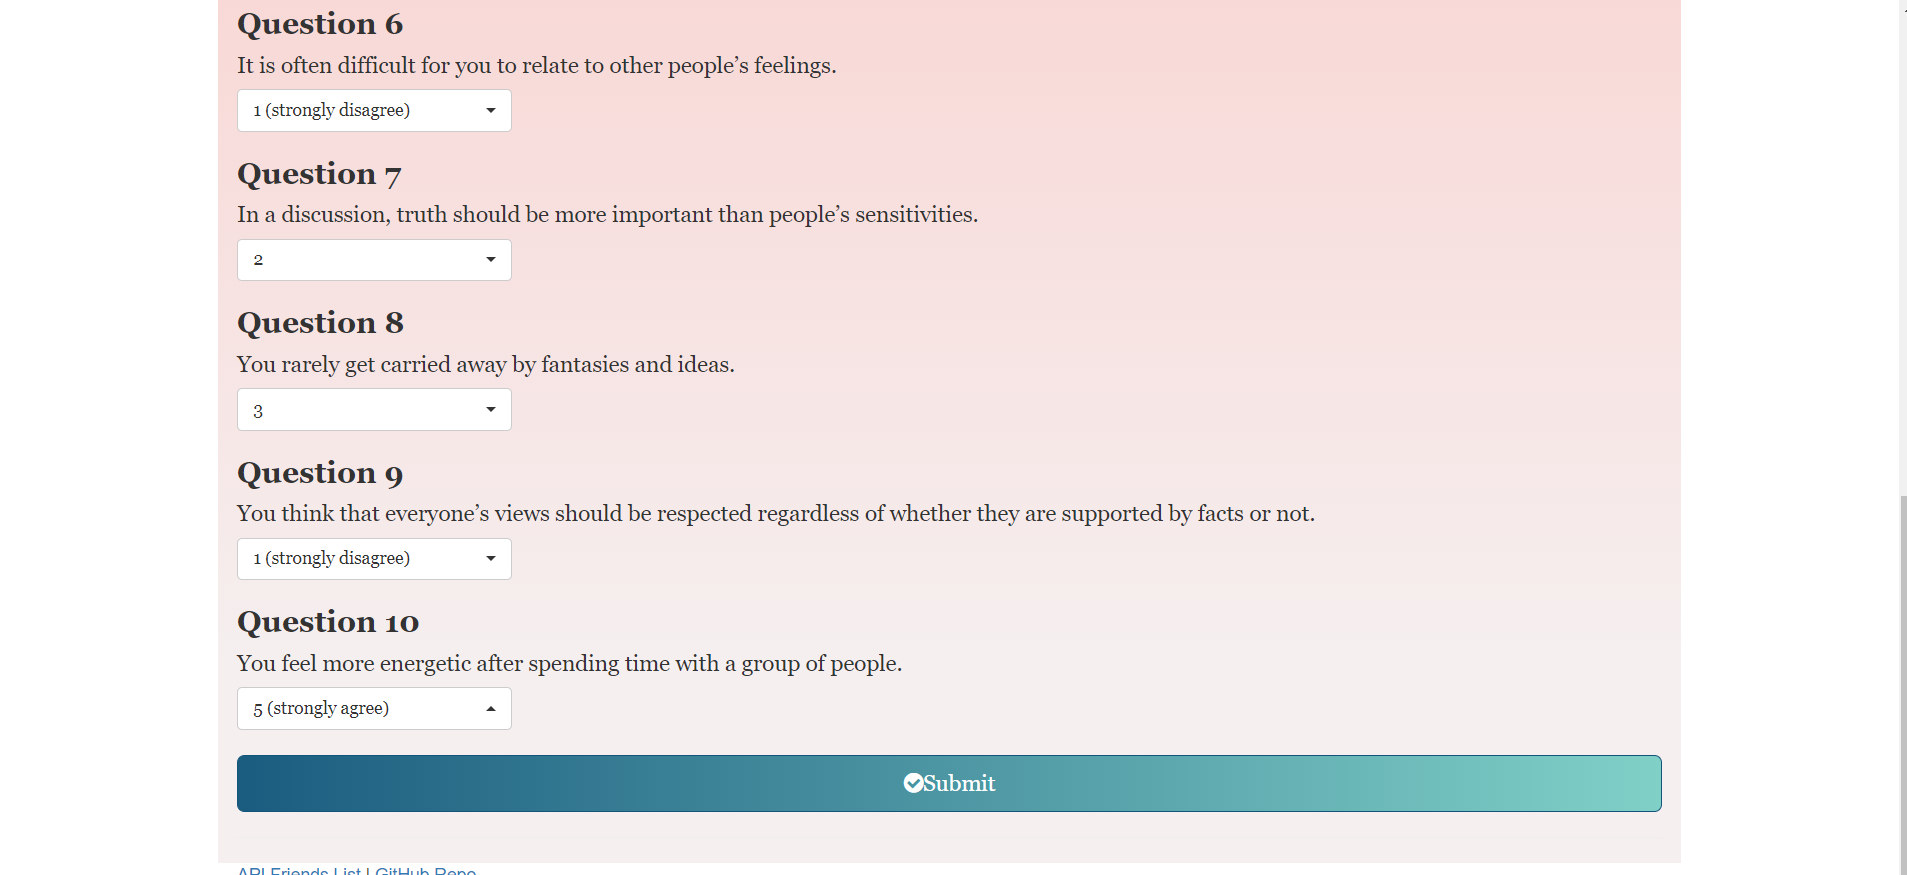 Question 6
It is often difficult for you to relate to other people’s feelings.
1 (strongly disagree)
Question 7
In a discussion, truth should be more important than people’s sensitivities.
2
Question 8
You rarely get carried away by fantasies and ideas.
3
Question 9
You think that everyone’s views should be respected regardless of whether they are supported by facts or not.
1 (strongly disagree)
Question 10
You feel more energetic after spending time with a group of people.
5 (strongly agree)
Submit
API Friends List | GitHub Repo